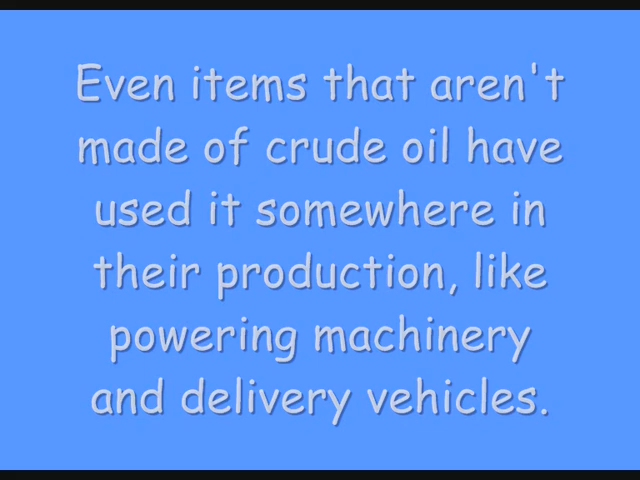 Even items that aren't
made of crude oil have
used it somewhere in
their production, like
powering machinery
and delivery vehicles.